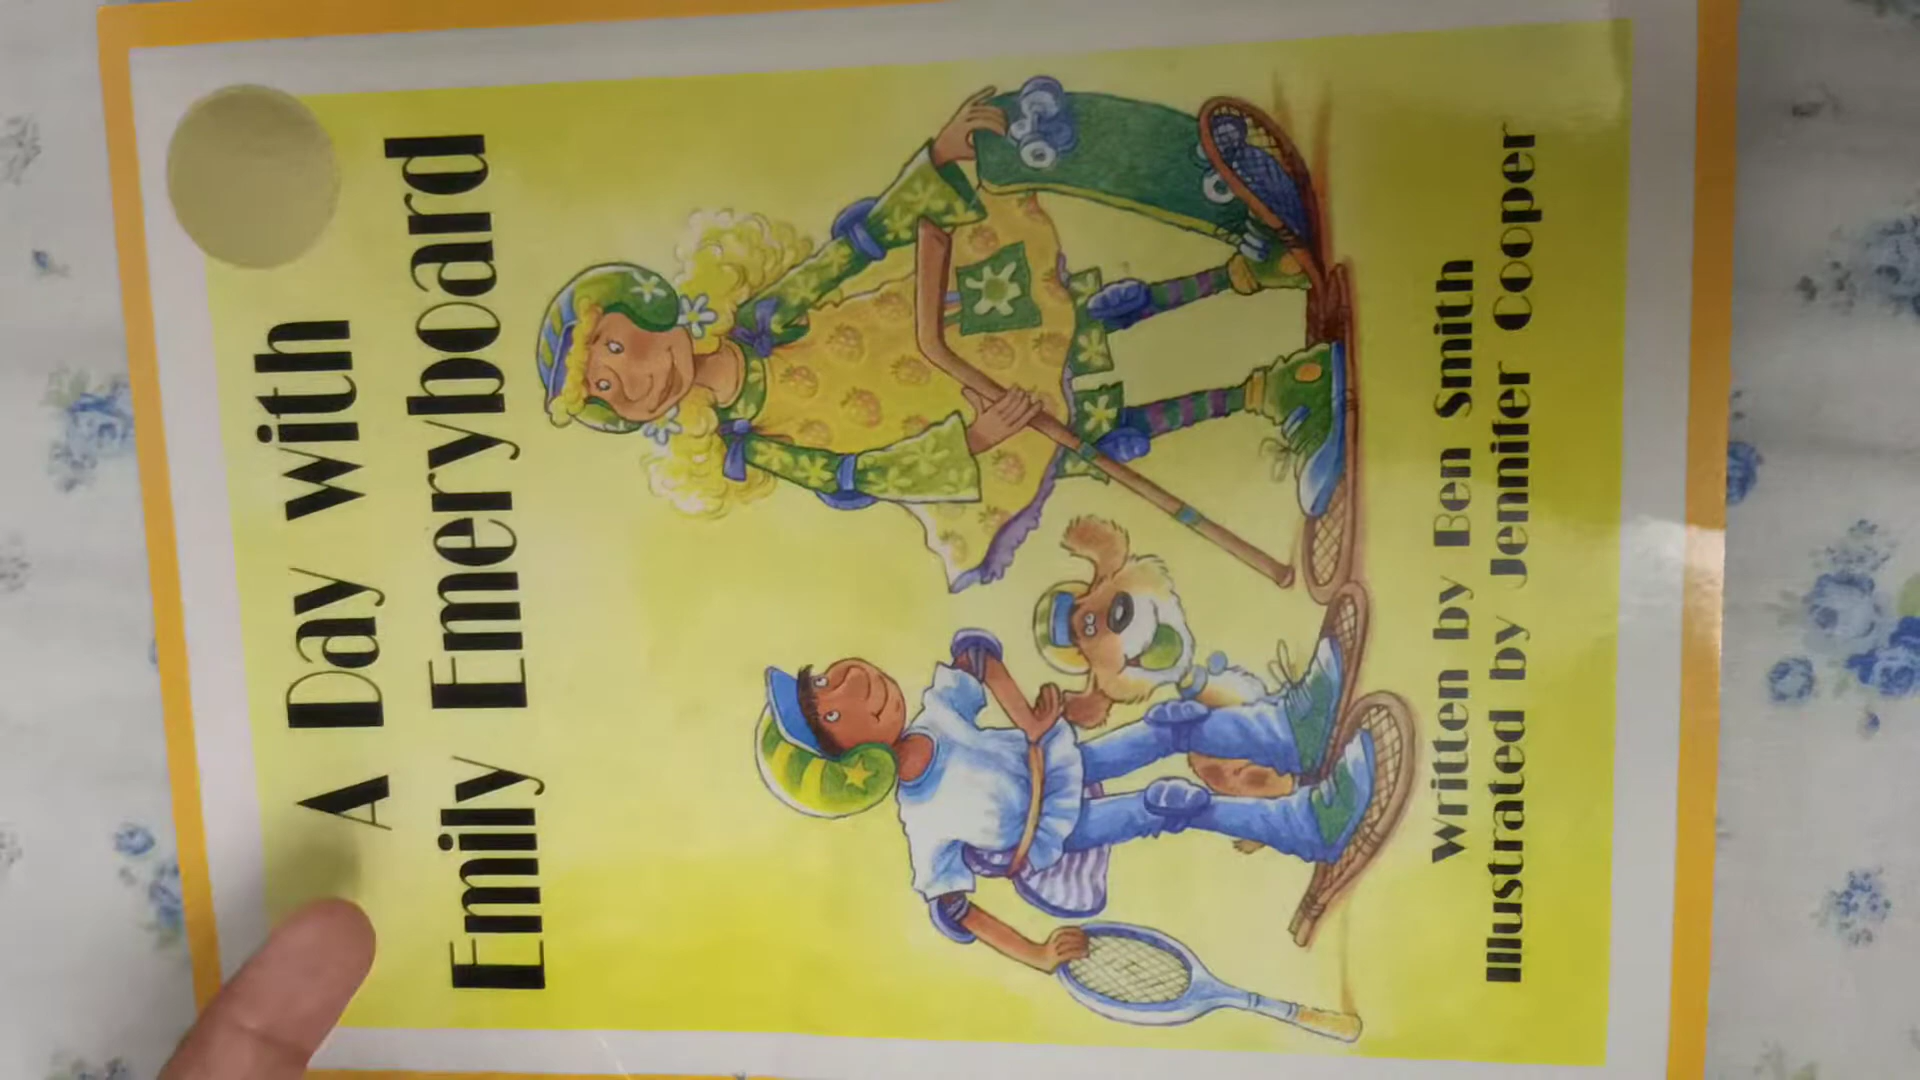 A Day with
Emily Emeryboard
Written by Ben Smith
Illustrated by Jennifer Cooper